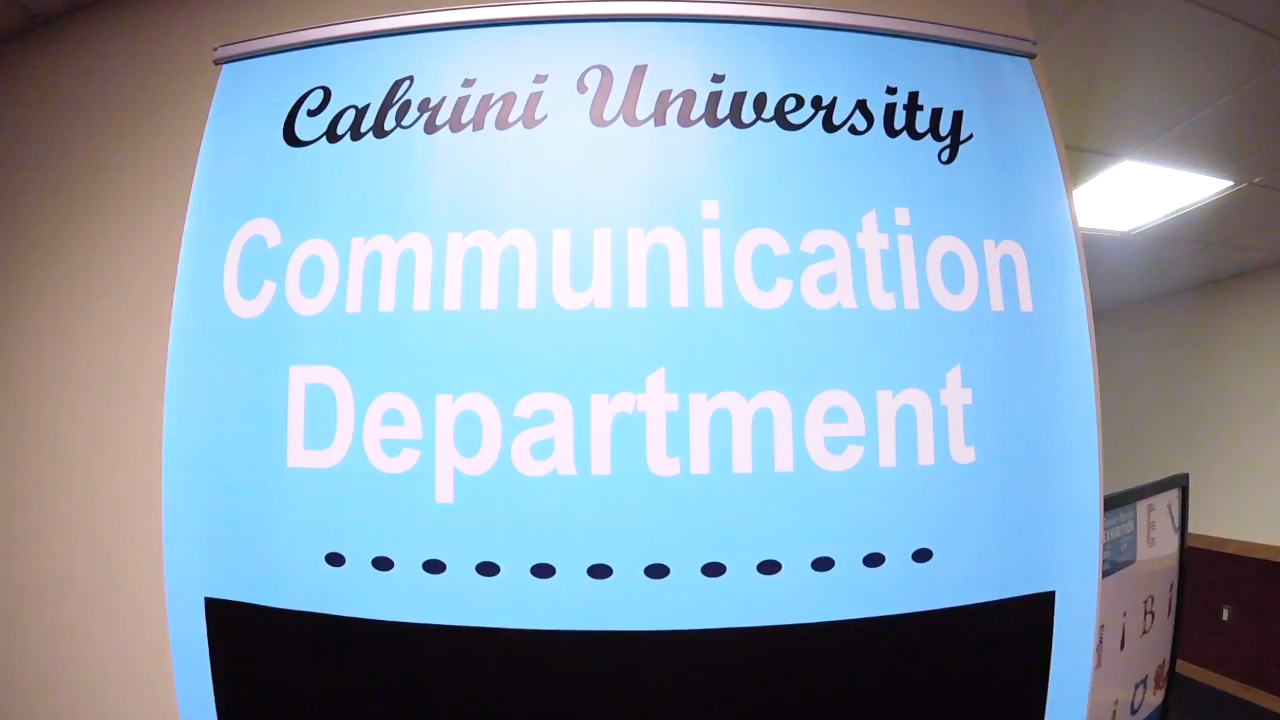 Cabrini University
Communication
Department
E
i B i